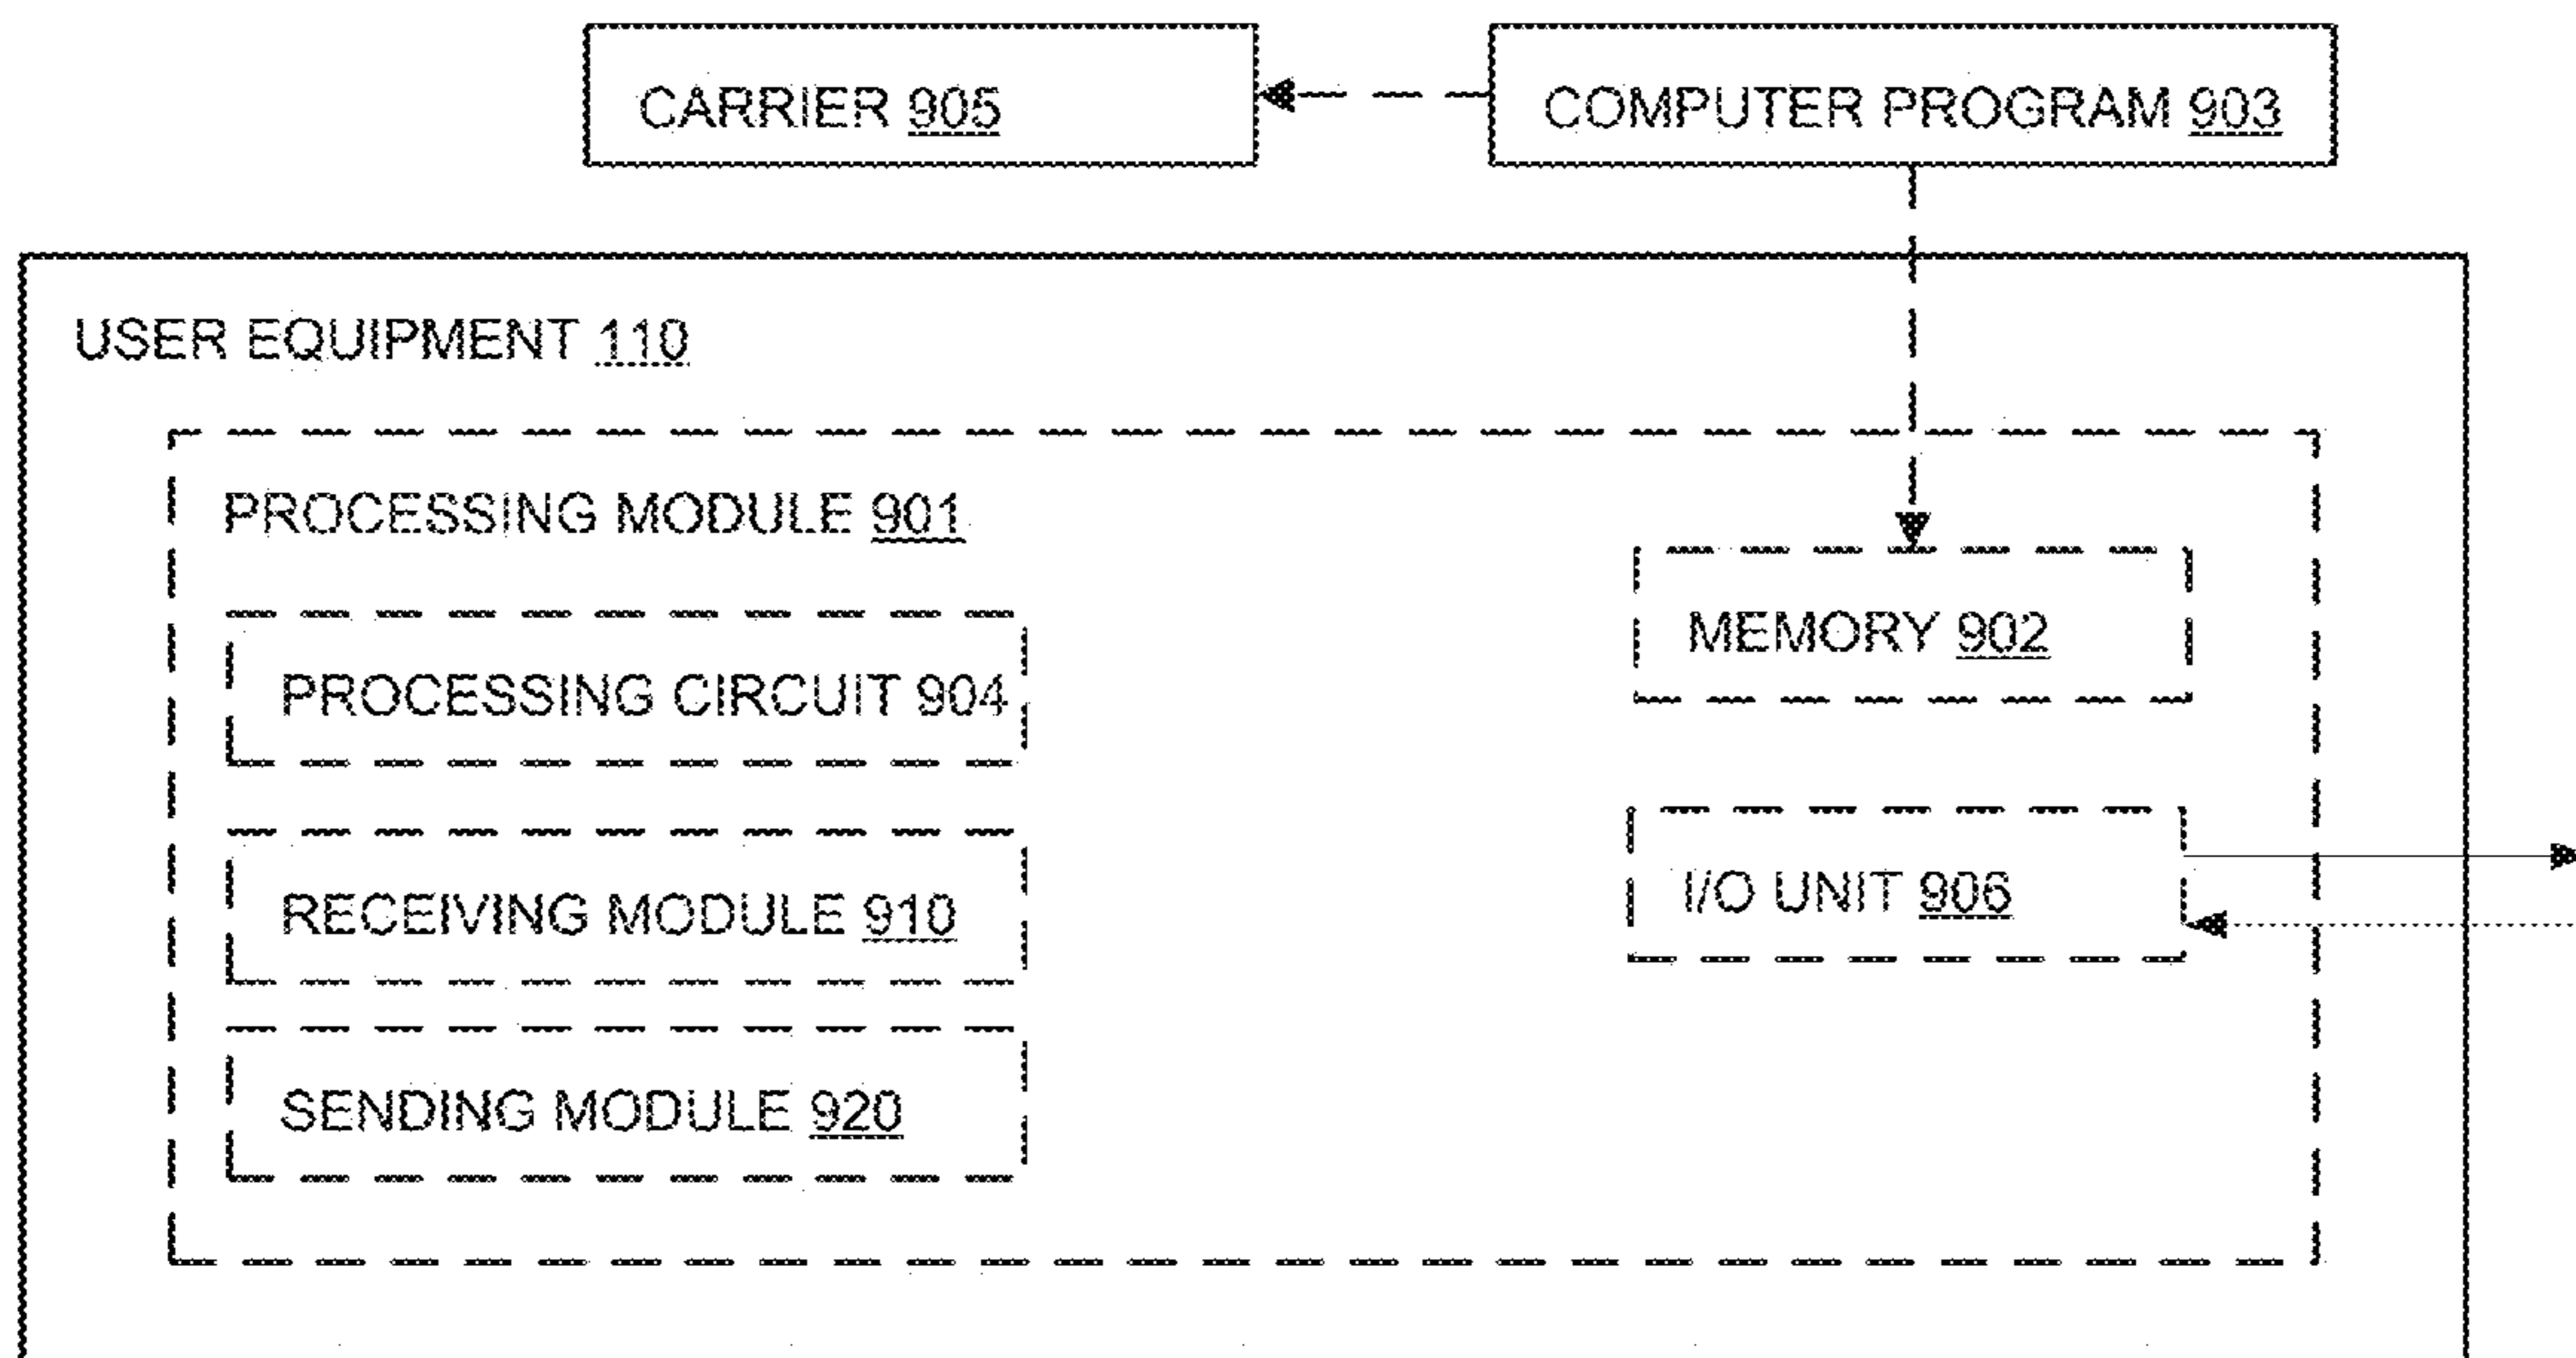 CARRIER 905
COMPUTER PROGRAM 903
USER EQUIPMENT 110
PROCESSING MODULE 901
PROCESSING CIRCUIT 904
MEMORY 902
RECEIVING MODULE 910
I/O UNIT 906
SENDING MODULE 920